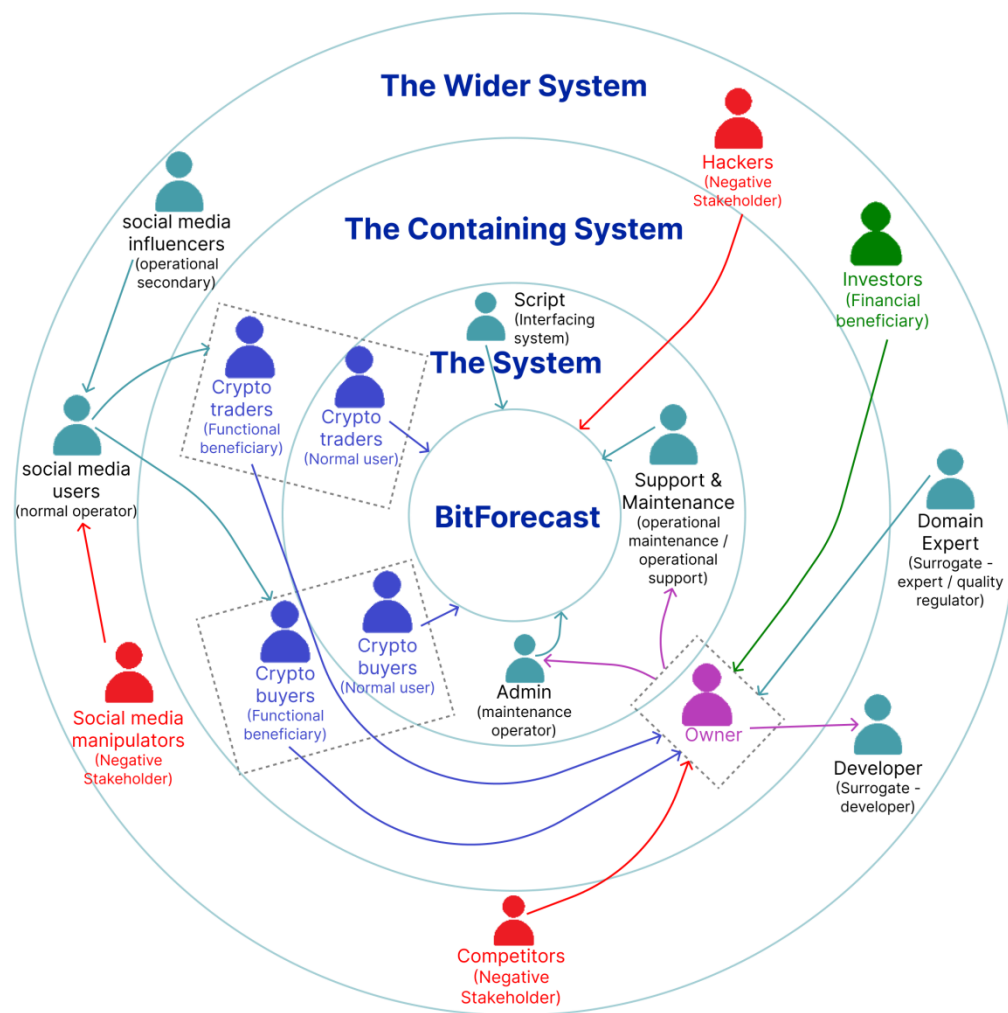 The Wider System
Hackers
(Negative
Stakeholder)
social media
influencers
(operational
secondary)
The Containing System
Investors
(Financial
beneficiary)
Script
(Interfacing
system)
The System
Crypto
traders
(Functional
beneficiary)
Crypto
traders
(Normal user)
social media
users
(normal operator)
Support &
Maintenance
(operational
maintenance /
operational
support)
BitForecast
Domain
Expert
(Surrogate -
expert / quality
regulator)
Crypto
buyers
(Normal user)
Crypto
buyers
(Functional
beneficiary)
Admin
(maintenance
operator)
Social media
manipulators
(Negative
Stakeholder)
Owner
Developer
(Surrogate -
developer)
Competitors
(Negative
Stakeholder)